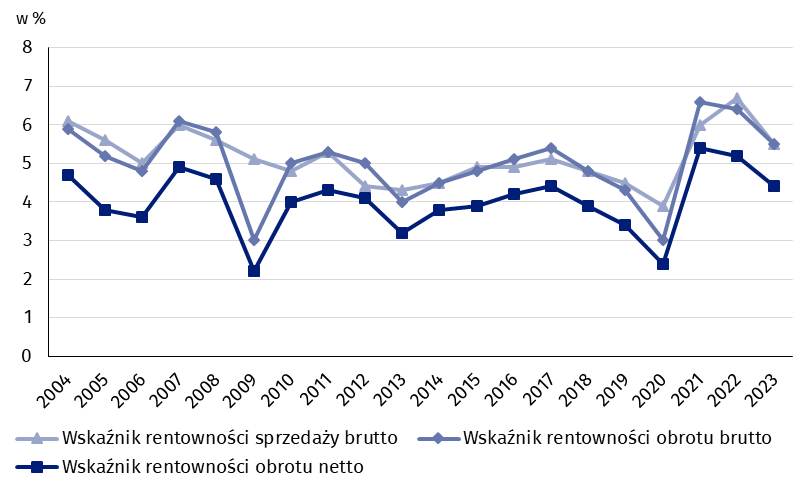 w %
8
7
6
5
4
3
2
1
0
2004 2005 2006 2007 2008 2009 2010 2011 2012 2013 2014 2015 2016 2017 2018 2019 2020 2021 2022 2023
Wskaźnik rentowności sprzedaży brutto Wskaźnik rentowności obrotu brutto
Wskaźnik rentowności obrotu netto